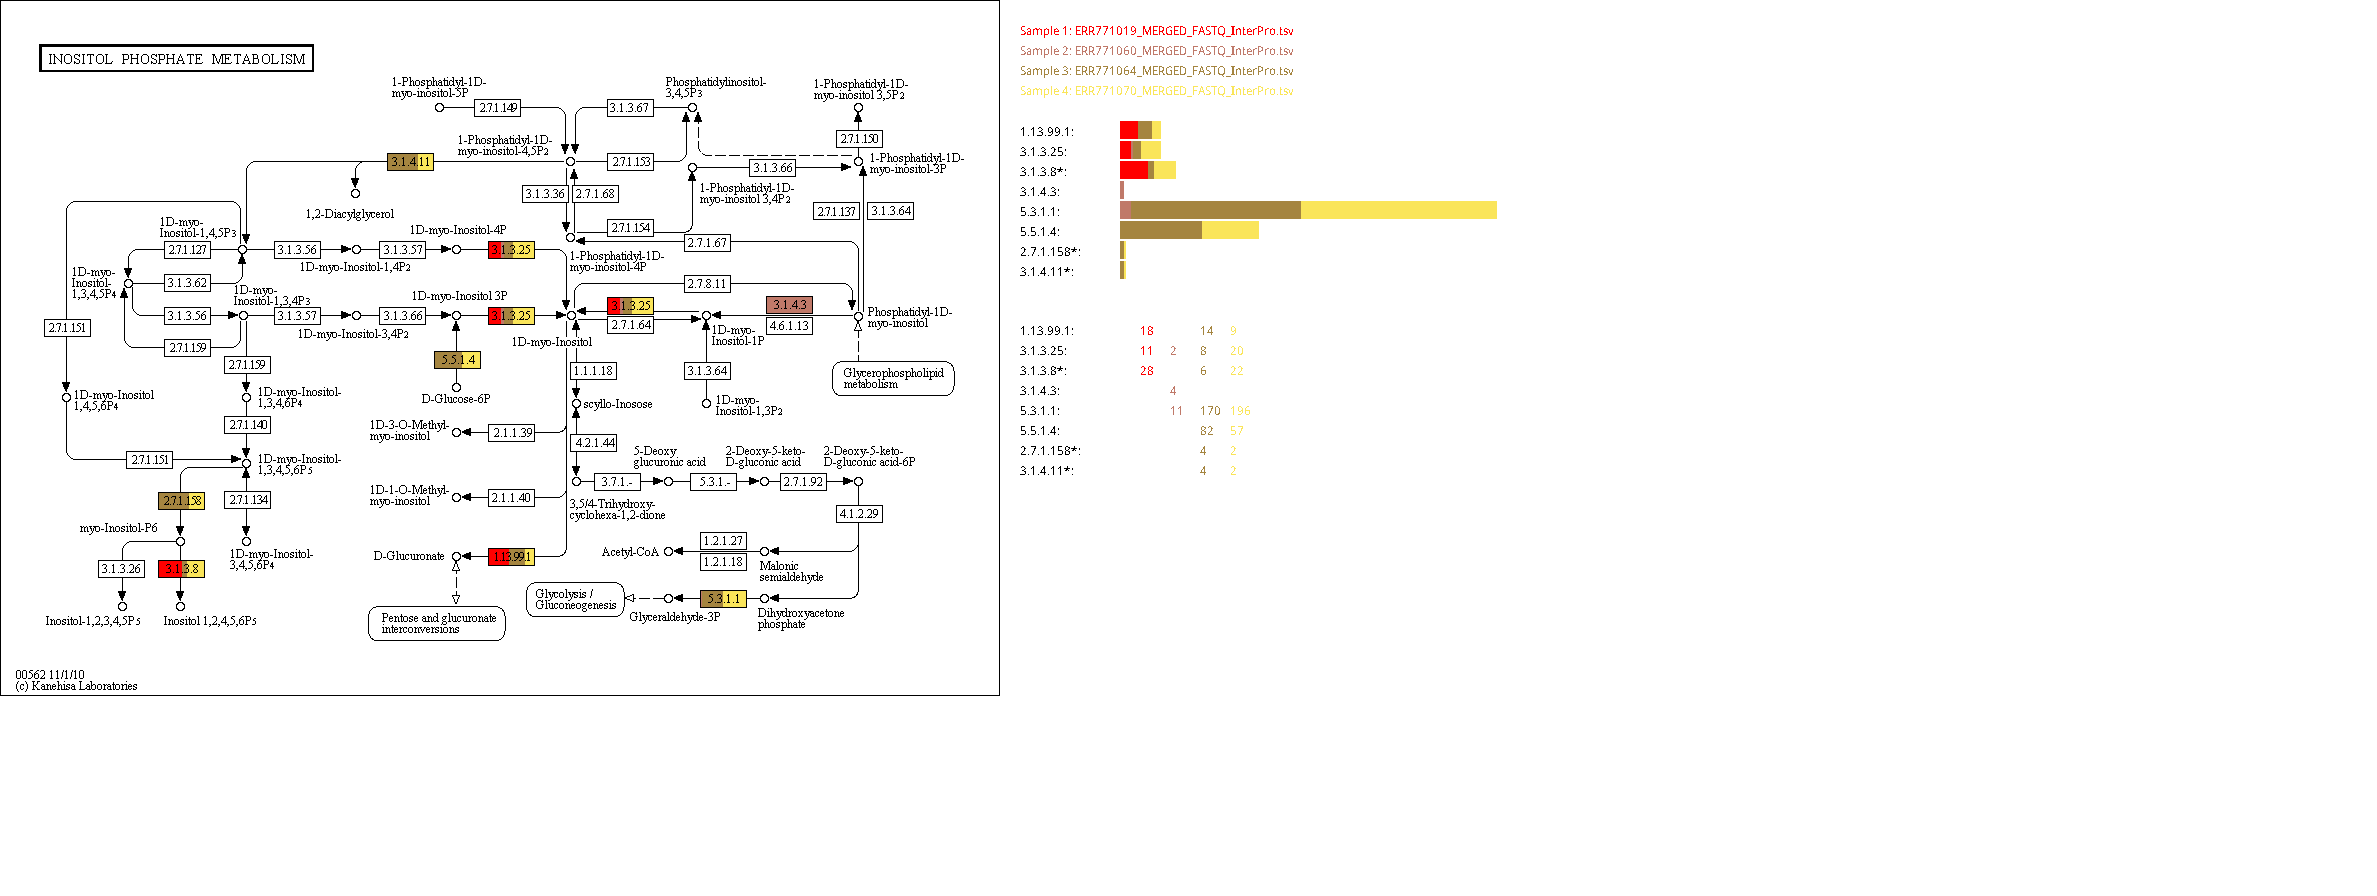 INOSITOL PHOSPHATE METABOLISM
1-Phosphatidyl-1D-
myo-inositol-5P
2.7.1.149
3.1.3.67
Phosphatidylinositol-
3,4,5P3
1-Phosphatidyl-1D-
myo-inositol 3,5P2
2.7.1.150
1-Phosphatidyl-1D-
myo-inositol-4,5P2
3.1.4.11
2.7.1.153
3.1.3.66
1-Phosphatidyl-1D-
myo-inositol-3P
1,2-Diacylglycerol
3.1.3.36
2.7.1.68
1-Phosphatidyl-1D-
myo-inositol 3,4P2
2.7.1.137
3.1.3.64
2.7.1.154
2.7.1.67
1D-myo-
Inositol-1,4,5P3
1D-myo-Inositol-4P
2.7.1.127
3.1.3.56
3.1.3.57
3.1.3.25
1D-myo-Inositol-1,4P2
1-Phosphatidyl-1D-
myo-inositol-4P
1D-myo-
Inositol-
1,3,4,5P4
3.1.3.62
2.7.8.11
1D-myo-
Inositol-1,3,4P3
1D-myo-Inositol 3P
3.1.3.56
3.1.3.57
3.1.3.66
3.1.3.25
3.1.3.25
2.7.1.64
3.1.4.3
4.6.1.13
Phosphatidyl-1D-
myo-inositol
1D-myo-Inositol-3,4P2
1D-myo-Inositol
1D-myo-
Inositol-1P
2.7.1.151
2.7.1.159
2.7.1.159
5.5.1.4
D-Glucose-6P
1.1.1.18
3.1.3.64
Glycerophospholipid
metabolism
1D-myo-Inositol
1,4,5,6P4
1D-myo-Inositol-
1,3,4,6P4
scyllo-Inosose
1D-myo-
Inositol-1,3P2
2.7.1.140
1D-3-O-Methyl-
myo-inositol
2.1.1.39
4.2.1.44
2.7.1.151
1D-myo-Inositol-
1,3,4,5,6P5
5-Deoxy
glucuronic acid
2-Deoxy-5-keto-
D-gluconic acid
2-Deoxy-5-keto-
D-gluconic acid-6P
3.7.1.-
5.3.1.-
2.7.1.92
2.7.1.158
2.7.1.134
1D-1-O-Methyl-
myo-inositol
2.1.1.40
3,5/4-Trihydroxy-
cyclohexa-1,2-dione
4.1.2.29
myo-Inositol-P6
1D-myo-Inositol-
3,4,5,6P4
3.1.3.26
3.1.3.8
D-Glucuronate
1.13.99.1
Acetyl-CoA
1.2.1.27
1.2.1.18
Malonic
semialdehyde
Inositol-1,2,3,4,5P5
Inositol 1,2,4,5,6P5
Pentose and glucuronate
interconversions
Glycolysis /
Gluconeogenesis
Glyceraldehyde-3P
5.3.1.1
Dihydroxyacetone
phosphate
00562 11/1/10
(c) Kanehisa Laboratories
Sample 1: ERR771019_MERGED_FASTQ_InterPro.tsv
Sample 2: ERR771060_MERGED_FASTQ_InterPro.tsv
Sample 3: ERR771064_MERGED_FASTQ_InterPro.tsv
Sample 4: ERR771070_MERGED_FASTQ_InterPro.tsv
1.13.99.1:
3.1.3.25:
3.1.3.8*:
3.1.4.3:
5.3.1.1:
5.5.1.4:
2.7.1.158*:
3.1.4.11*:
1.13.99.1: 18 14 9
3.1.3.25: 11 2 8 20
3.1.3.8*: 28 6 22
3.1.4.3: 4
5.3.1.1: 11 170 196
5.5.1.4: 82 57
2.7.1.158*: 4 2
3.1.4.11*: 4 2